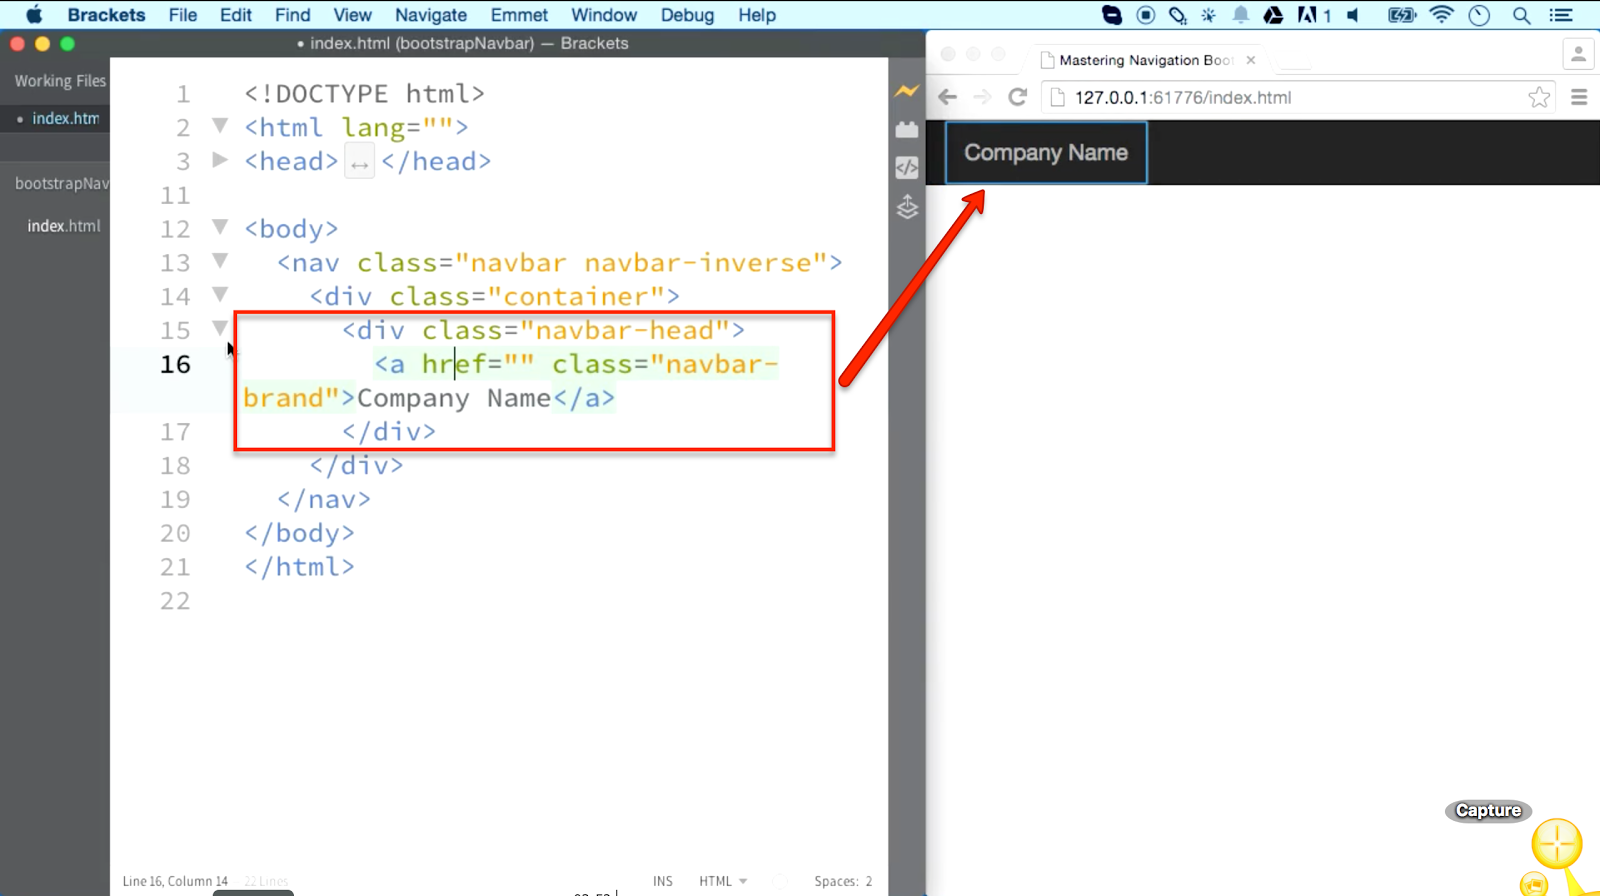 Brackets File Edit Find View Navigate Emmet Window Debug Help 1
• index.html (bootstrapNavbar) — Brackets
Working Files
• index.htm
bootstrapNav
index.html
1 <!DOCTYPE html>
2 <html lang="">
3 <head> ↔ </head>
11
12 <body>
13 <nav class="navbar navbar-inverse">
14 <div class="container">
15 <div class="navbar-head">
16 <a href="" class="navbar-
brand">Company Name</a>
17 </div>
18 </div>
19 </nav>
20 </body>
21 </html>
22
Line 16, Column 14 22 Lines
INS HTML Spaces: 2
Mastering Navigation Boo
127.0.0.1:61776/index.html
Company Name
Capture